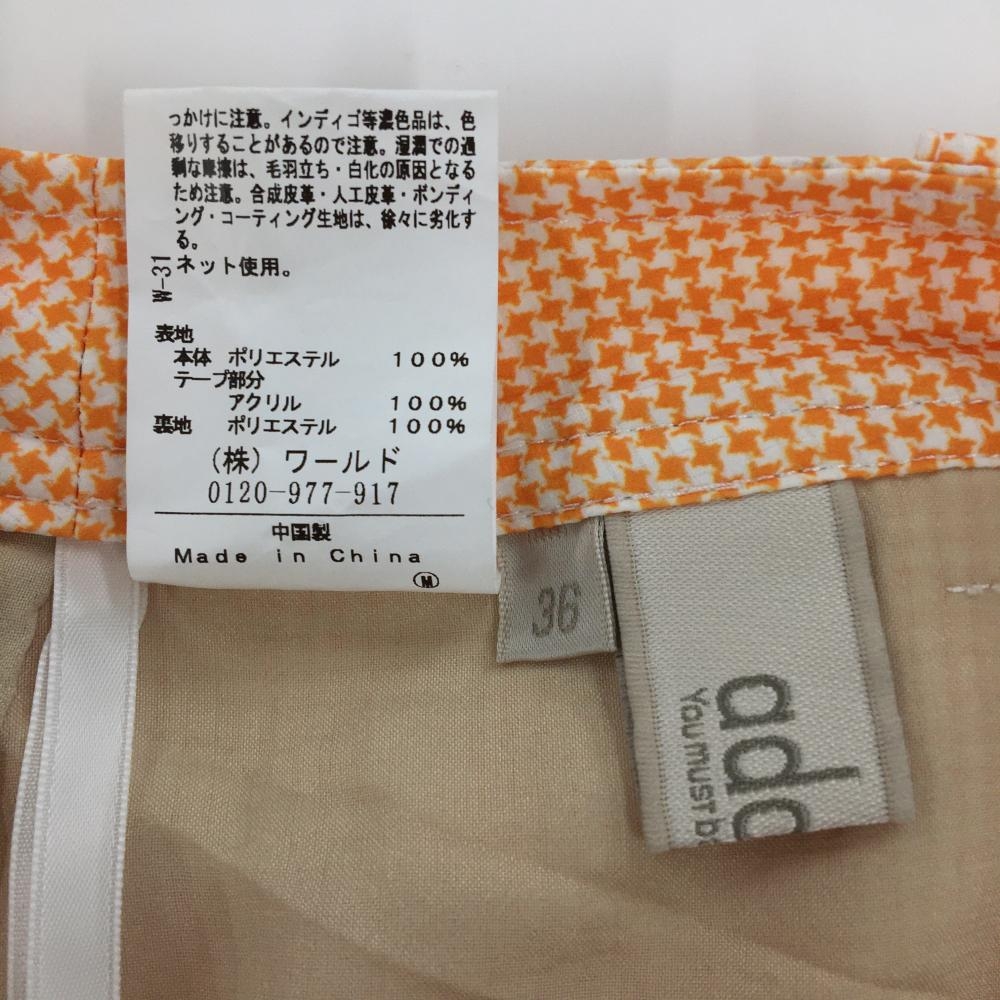 っかけに注意。インディゴ等濃色品は、色
移りすることがあるので注意。湿潤での過
剰な摩擦は、毛羽立ち・白化の原因となる
ため注意。合成皮革・人工皮革・ボンディ
ング・コーティング生地は、徐々に劣化す
る。
ネット使用。
W-31
表地
本体 ポリエステル 100%
テープ部分
アクリル 100%
裏地 ポリエステル 100%
(株) ワールド
0120-977-917
中国製
Made in China
M
36
add
You must b